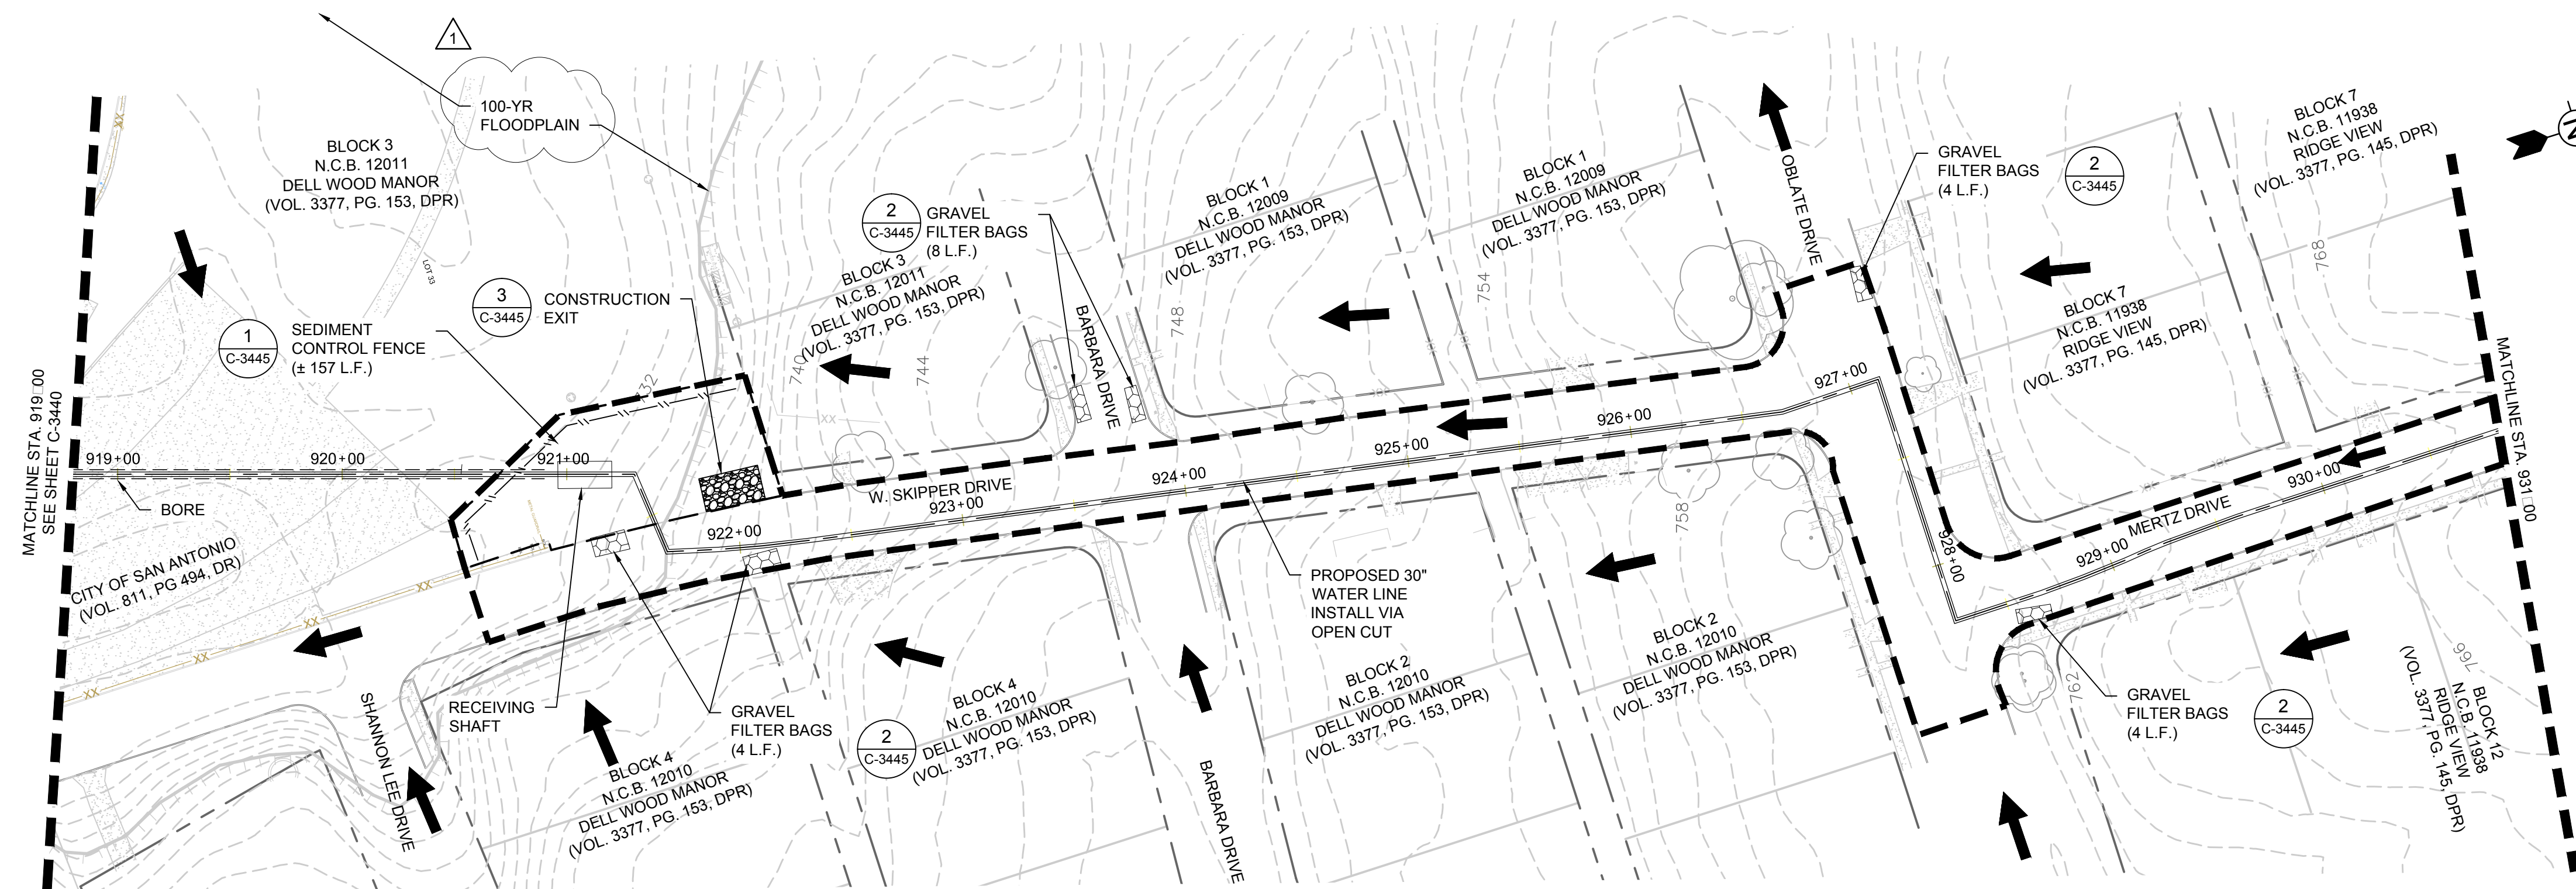 1
100-YR
FLOODPLAIN
BLOCK 3
N.C.B. 12011
DELL WOOD MANOR
(VOL. 3377, PG. 153, DPR)
LOT 33
XX
1
C-3445
SEDIMENT
CONTROL FENCE
(± 157 L.F.)
3
C-3445
CONSTRUCTION
EXIT
2
C-3445
GRAVEL
FILTER BAGS
(8 L.F.)
BLOCK 3
N.C.B. 12011
DELL WOOD MANOR
(VOL. 3377, PG. 153, DPR)
740
744
BARBARA DRIVE
748
BLOCK 1
N.C.B. 12009
DELL WOOD MANOR
(VOL. 3377, PG. 153, DPR)
754
BLOCK 1
N.C.B. 12009
DELL WOOD MANOR
(VOL. 3377, PG. 153, DPR)
OBLATE DRIVE
GRAVEL
FILTER BAGS
(4 L.F.)
2
C-3445
BLOCK 7
N.C.B. 11938
RIDGE VIEW
(VOL. 3377, PG. 145, DPR)
BLOCK 7
N.C.B. 11938
RIDGE VIEW
(VOL. 3377, PG. 145, DPR)
768
N
MATCHLINE STA. 919□00
SEE SHEET C-3440
MATCHLINE STA. 931□00
732
XX
919+00
920+00
921+00
922+00
923+00
924+00
925+00
926+00
927+00
928+00
929+00
930+00
BORE
W. SKIPPER DRIVE
MERTZ DRIVE
CITY OF SAN ANTONIO
(VOL. 811, PG 494, DR)
XX
XX
XX
XX
SHANNON LEE DRIVE
RECEIVING
SHAFT
GRAVEL
FILTER BAGS
(4 L.F.)
2
C-3445
BLOCK 4
N.C.B. 12010
DELL WOOD MANOR
(VOL. 3377, PG. 153, DPR)
BLOCK 4
N.C.B. 12010
DELL WOOD MANOR
(VOL. 3377, PG. 153, DPR)
BARBARA DRIVE
PROPOSED 30"
WATER LINE
INSTALL VIA
OPEN CUT
BLOCK 2
N.C.B. 12010
DELL WOOD MANOR
(VOL. 3377, PG. 153, DPR)
758
BLOCK 2
N.C.B. 12010
DELL WOOD MANOR
(VOL. 3377, PG. 153, DPR)
762
GRAVEL
FILTER BAGS
(4 L.F.)
2
C-3445
766
BLOCK 12
N.C.B. 11938
RIDGE VIEW
(VOL. 3377, PG. 145, DPR)